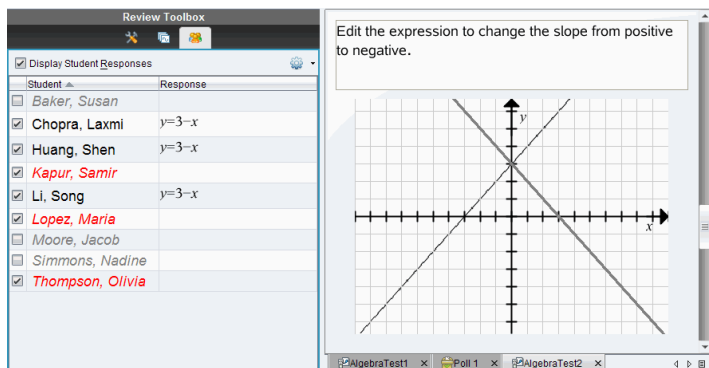 Review Toolbox
Display Student Responses
Student Response
Baker, Susan
Chopra, Laxmi y=3−x
Huang, Shen y=3−x
Kapur, Samir
Li, Song y=3−x
Lopez, Maria
Moore, Jacob
Simmons, Nadine
Thompson, Olivia
Edit the expression to change the slope from positive
to negative.
y
x
AlgebraTest1 × Poll 1 × AlgebraTest2 ×